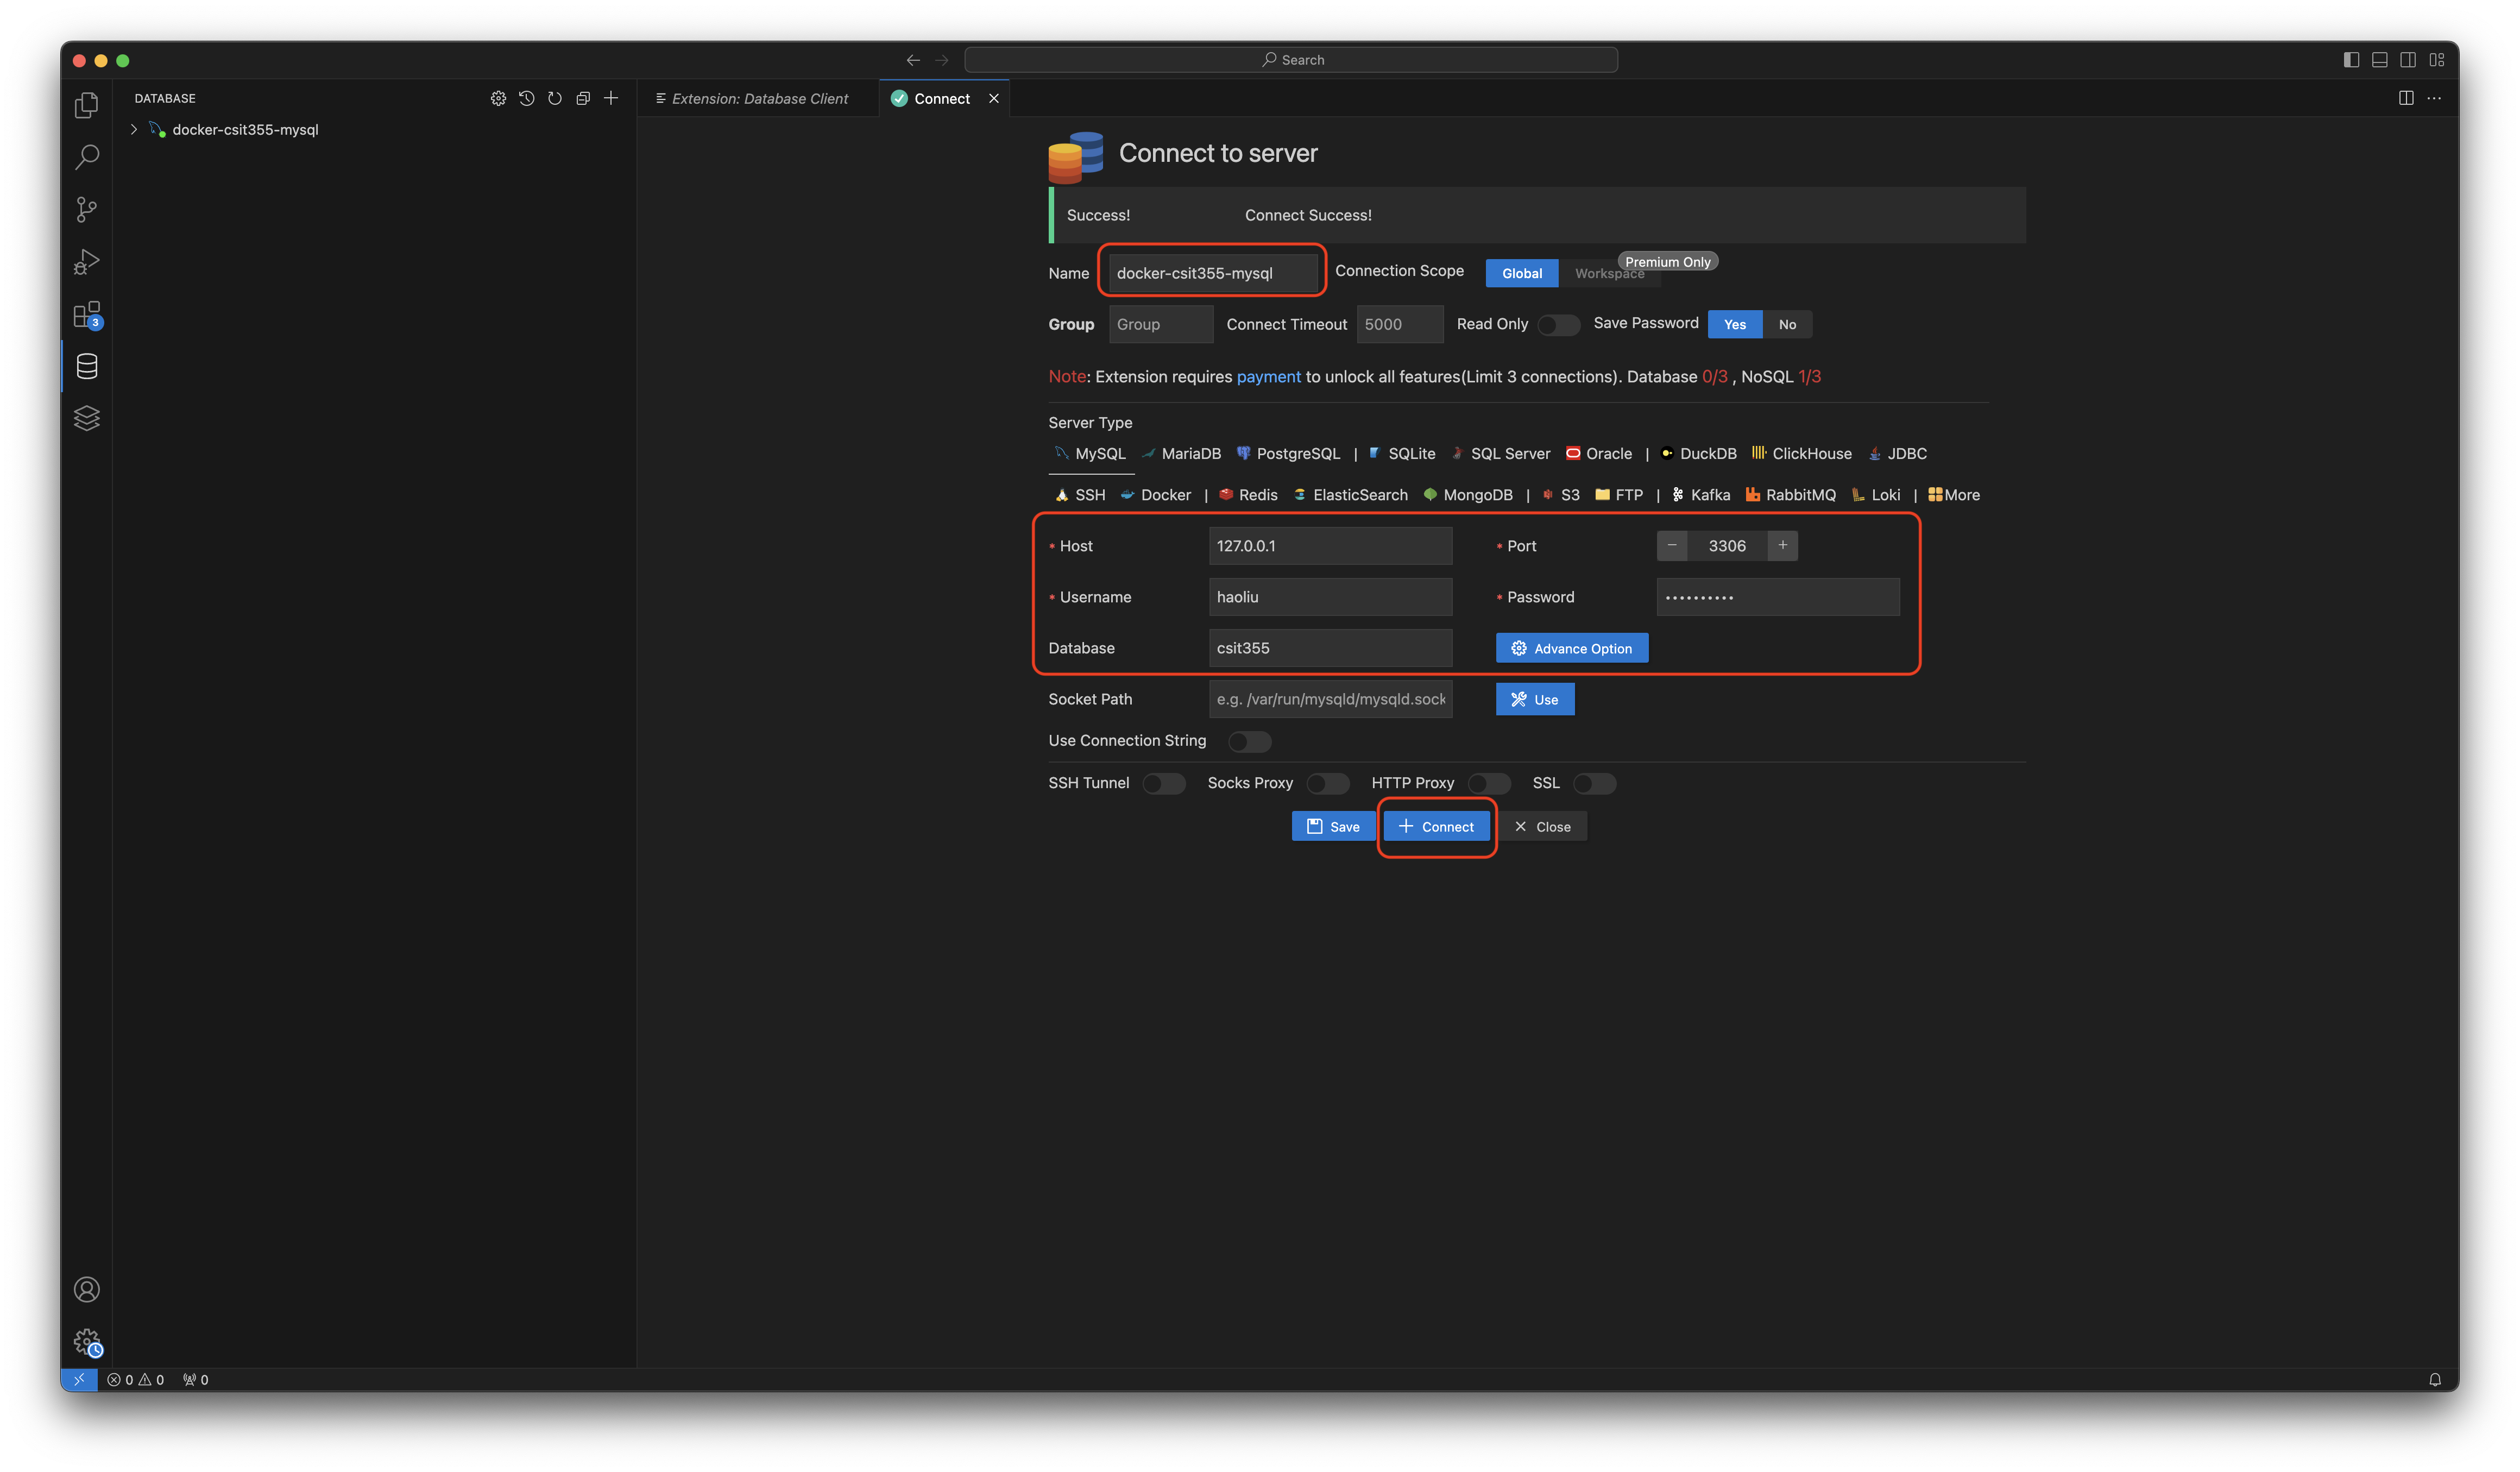 Search
DATABASE
Extension: Database Client
Connect
docker-csit355-mysql
Connect to server
Success! Connect Success!
Name docker-csit355-mysql Connection Scope Global Workspace Premium Only
Group Group Connect Timeout 5000 Read Only Save Password Yes No
Note: Extension requires payment to unlock all features(Limit 3 connections). Database 0/3 , NoSQL 1/3
Server Type
MySQL MariaDB PostgreSQL | SQLite SQL Server Oracle | DuckDB ClickHouse JDBC
SSH Docker | Redis ElasticSearch MongoDB | S3 FTP | Kafka RabbitMQ Loki | More
* Host 127.0.0.1 * Port − 3306 +
* Username haoliu * Password ••••••••••
Database csit355 Advance Option
Socket Path e.g. /var/run/mysqld/mysqld.sock Use
Use Connection String
SSH Tunnel Socks Proxy HTTP Proxy SSL
Save Connect Close
3
0 0 0